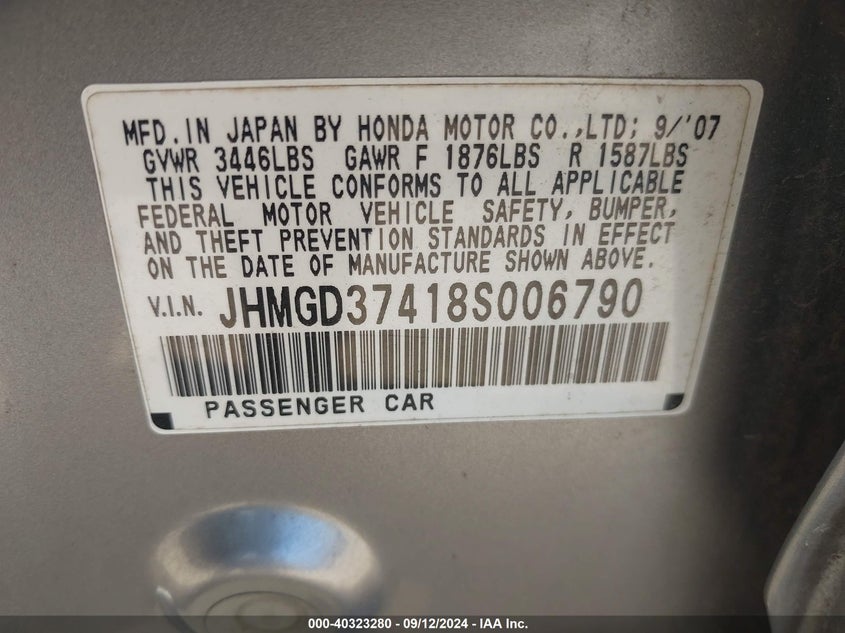 MFD.IN JAPAN BY HONDA MOTOR CO.,LTD; 9/'07
GVWR 3446LBS GAWR F 1876LBS R 1587LBS
THIS VEHICLE CONFORMS TO ALL APPLICABLE
FEDERAL MOTOR VEHICLE SAFETY, BUMPER,
AND THEFT PREVENTION STANDARDS IN EFFECT
ON THE DATE OF MANUFACTURE SHOWN ABOVE.
V.I.N. JHMGD37418S006790
PASSENGER CAR
000-40323280 - 09/12/2024 - IAA Inc.